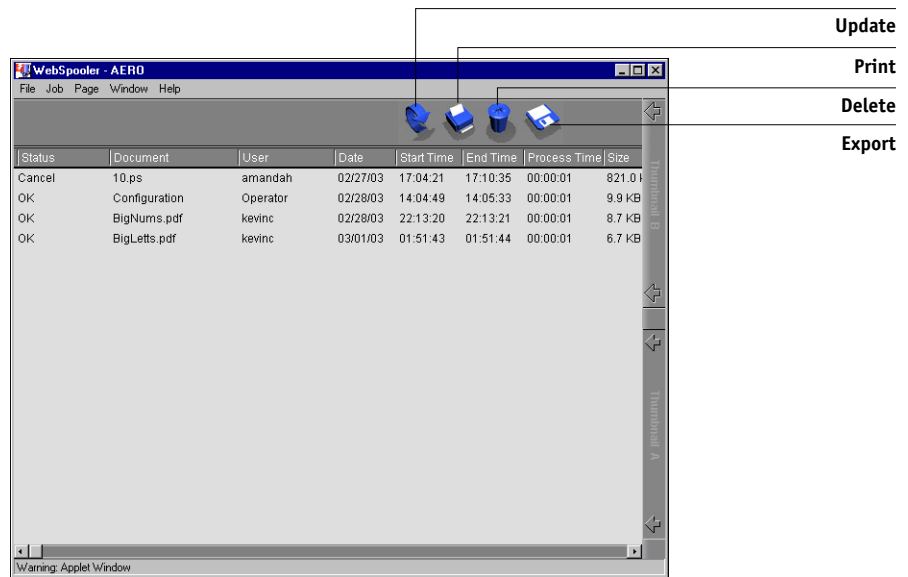 Update
Print
Delete
Export
WebSpooler - AERO
File Job Page Window Help
Status Document User Date Start Time End Time Process Time Size
Cancel 10.ps amandah 02/27/03 17:04:21 17:10:35 00:00:01 821.0
OK Configuration Operator 02/28/03 14:04:49 14:05:33 00:00:01 9.9 KB
OK BigNums.pdf kevinc 02/28/03 22:13:20 22:13:21 00:00:01 8.7 KB
OK BigLetts.pdf kevinc 03/01/03 01:51:43 01:51:44 00:00:01 6.7 KB
Thumbnail B
Thumbnail A
Warning: Applet Window